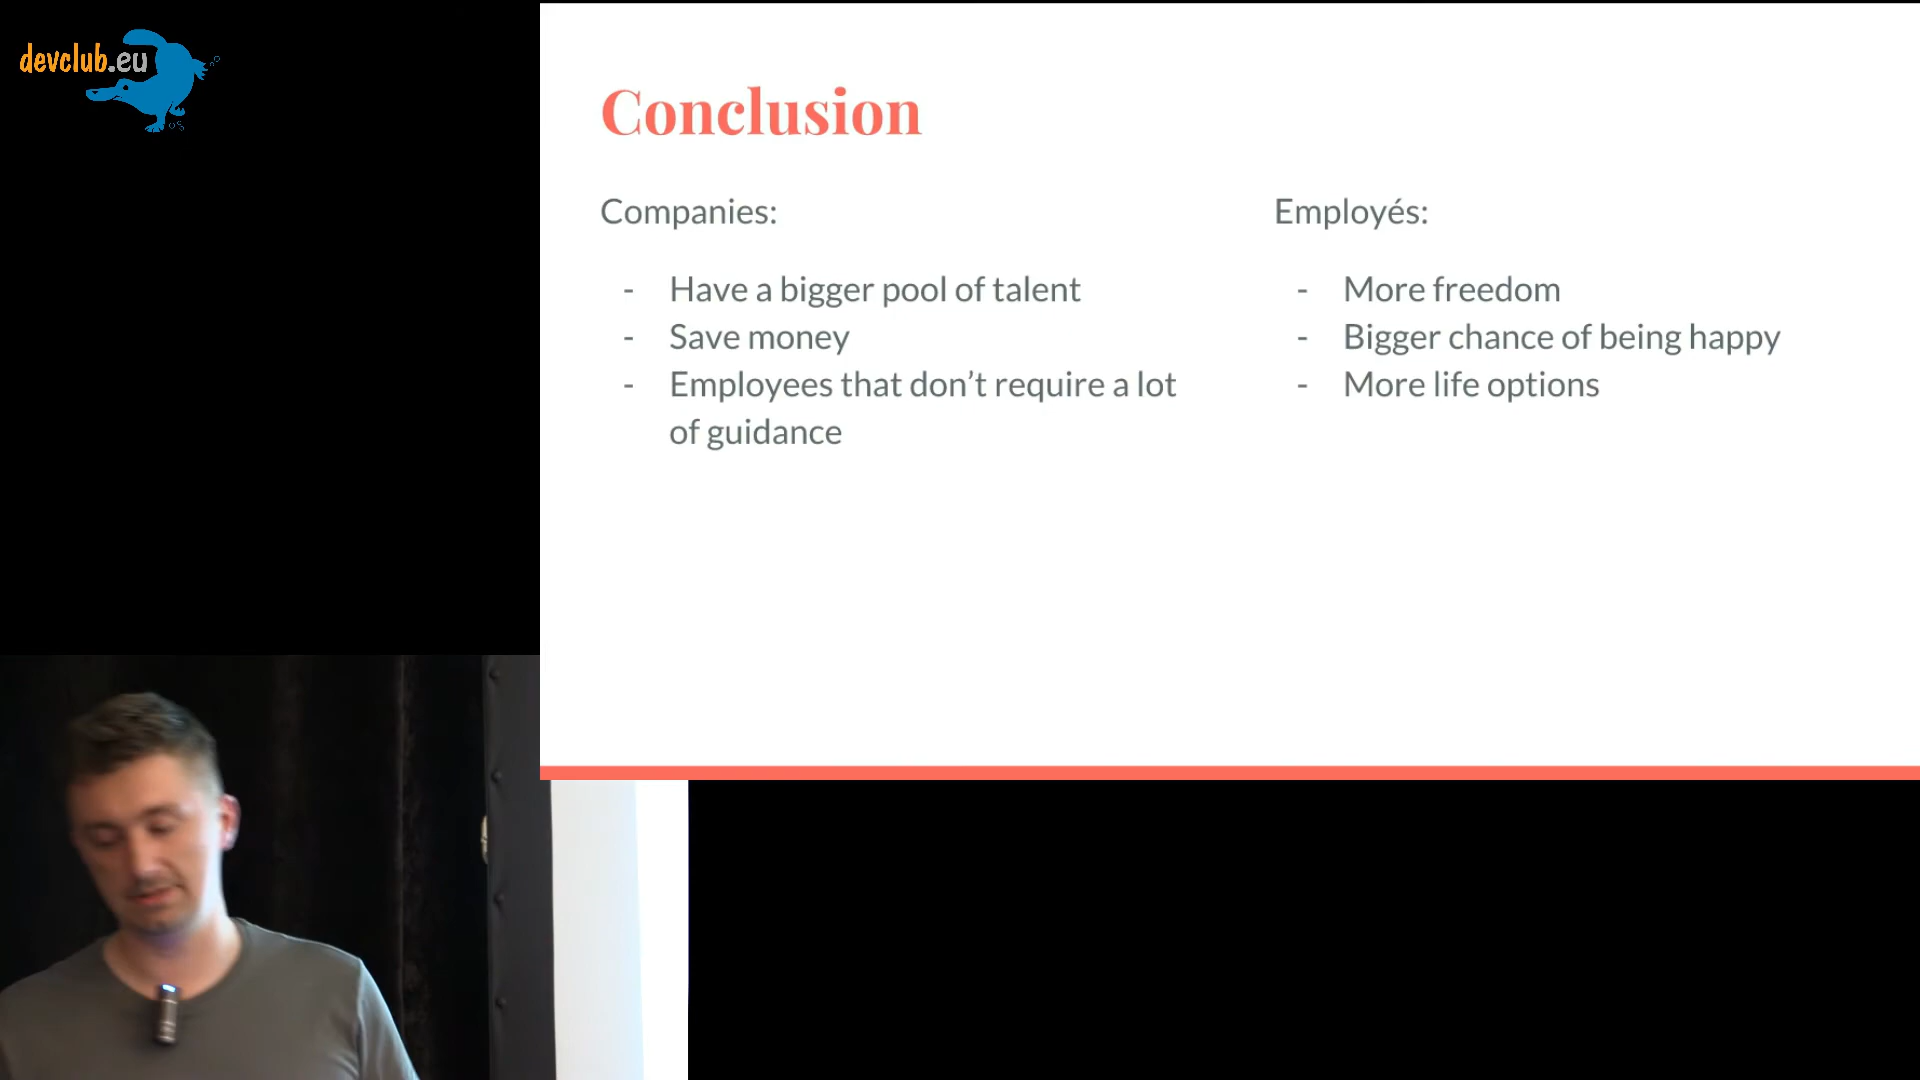 devclub.eu
Conclusion
Companies:
- Have a bigger pool of talent
- Save money
- Employees that don’t require a lot
of guidance
Employés:
- More freedom
- Bigger chance of being happy
- More life options